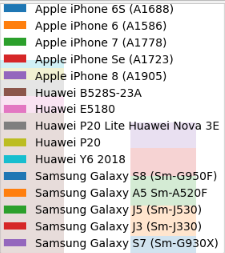 Apple iPhone 6S (A1688)
Apple iPhone 6 (A1586)
Apple iPhone 7 (A1778)
Apple iPhone Se (A1723)
Apple iPhone 8 (A1905)
Huawei B528S-23A
Huawei E5180
Huawei P20 Lite Huawei Nova 3E
Huawei P20
Huawei Y6 2018
Samsung Galaxy S8 (Sm-G950F)
Samsung Galaxy A5 Sm-A520F
Samsung Galaxy J5 (Sm-J530)
Samsung Galaxy J3 (Sm-J330)
Samsung Galaxy S7 (Sm-G930X)